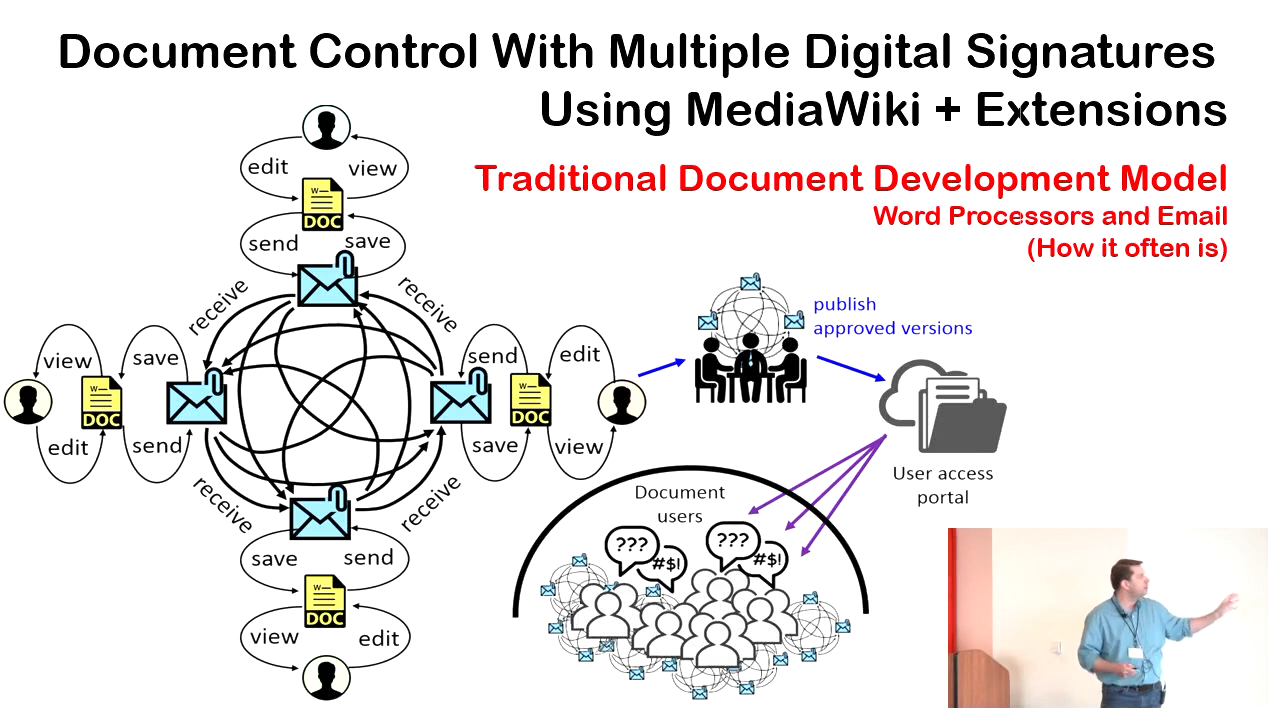 Document Control With Multiple Digital Signatures
Using MediaWiki + Extensions
Traditional Document Development Model
Word Processors and Email
(How it often is)
edit
view
W
DOC
send
save
receive
receive
view
save
send
edit
W
DOC
W
DOC
edit
send
save
view
receive
receive
save
send
W
DOC
view
edit
publish
approved versions
User access
portal
Document
users
???
#$!
???
#$!